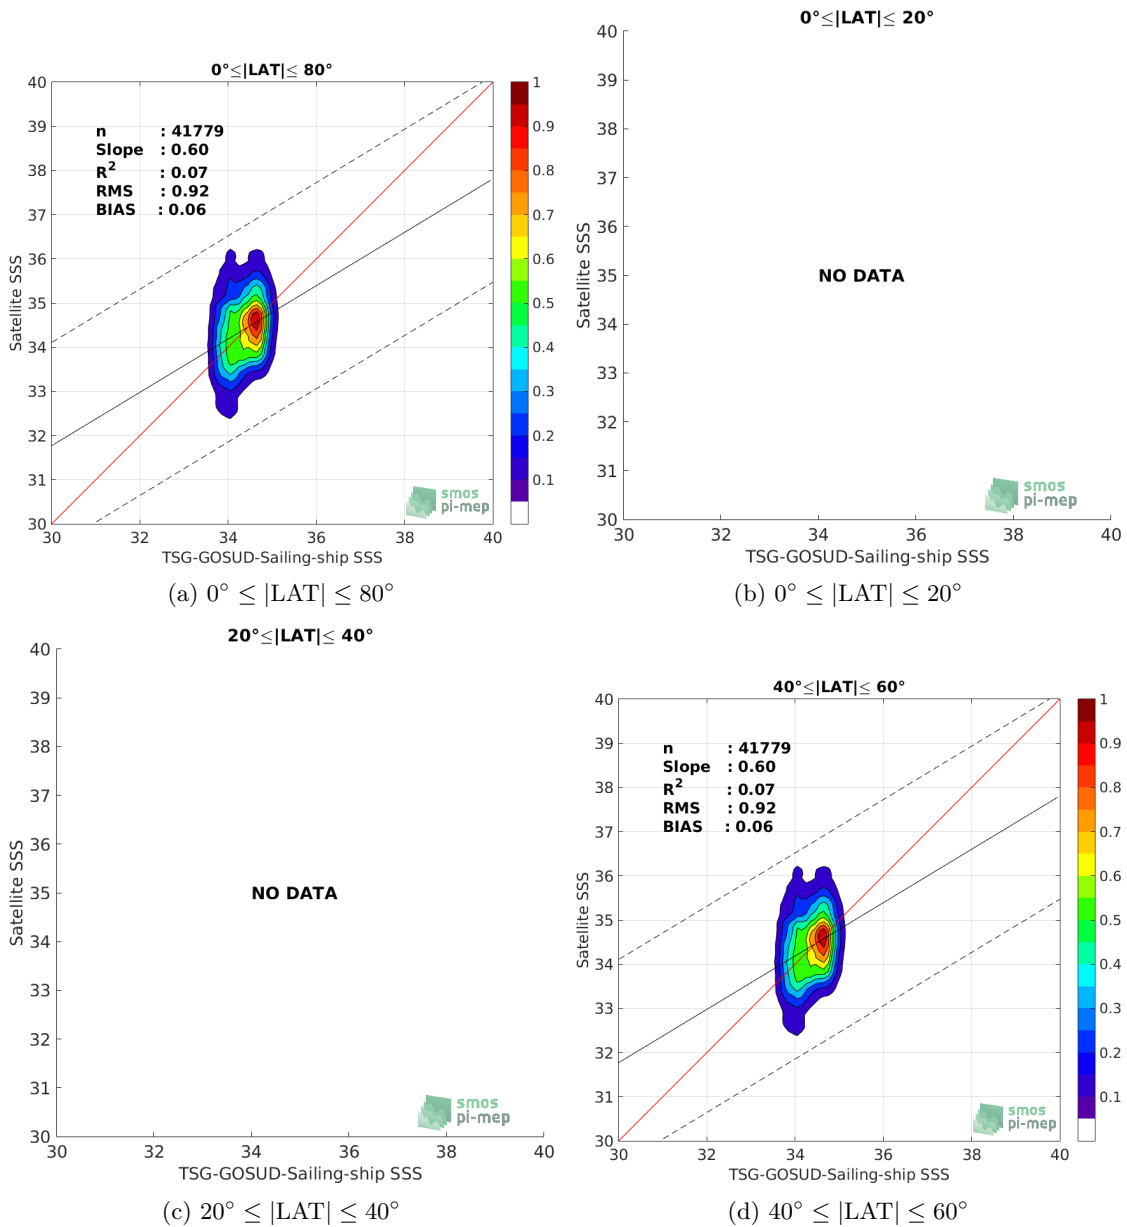 0°≤|LAT|≤ 80°
40
39
38
37
36
35
34
33
32
31
30
Satellite SSS
n : 41779
Slope : 0.60
R² : 0.07
RMS : 0.92
BIAS : 0.06
smos
pi-mep
30 32 34 36 38 40
TSG-GOSUD-Sailing-ship SSS
1
0.9
0.8
0.7
0.6
0.5
0.4
0.3
0.2
0.1
(a) 0° ≤ |LAT| ≤ 80°
0°≤|LAT|≤ 20°
40
39
38
37
36
35
34
33
32
31
30
Satellite SSS
NO DATA
smos
pi-mep
30 32 34 36 38 40
TSG-GOSUD-Sailing-ship SSS
(b) 0° ≤ |LAT| ≤ 20°
20°≤|LAT|≤ 40°
40
39
38
37
36
35
34
33
32
31
30
Satellite SSS
NO DATA
smos
pi-mep
30 32 34 36 38 40
TSG-GOSUD-Sailing-ship SSS
(c) 20° ≤ |LAT| ≤ 40°
40°≤|LAT|≤ 60°
40
39
38
37
36
35
34
33
32
31
30
Satellite SSS
n : 41779
Slope : 0.60
R² : 0.07
RMS : 0.92
BIAS : 0.06
smos
pi-mep
30 32 34 36 38 40
TSG-GOSUD-Sailing-ship SSS
1
0.9
0.8
0.7
0.6
0.5
0.4
0.3
0.2
0.1
(d) 40° ≤ |LAT| ≤ 60°